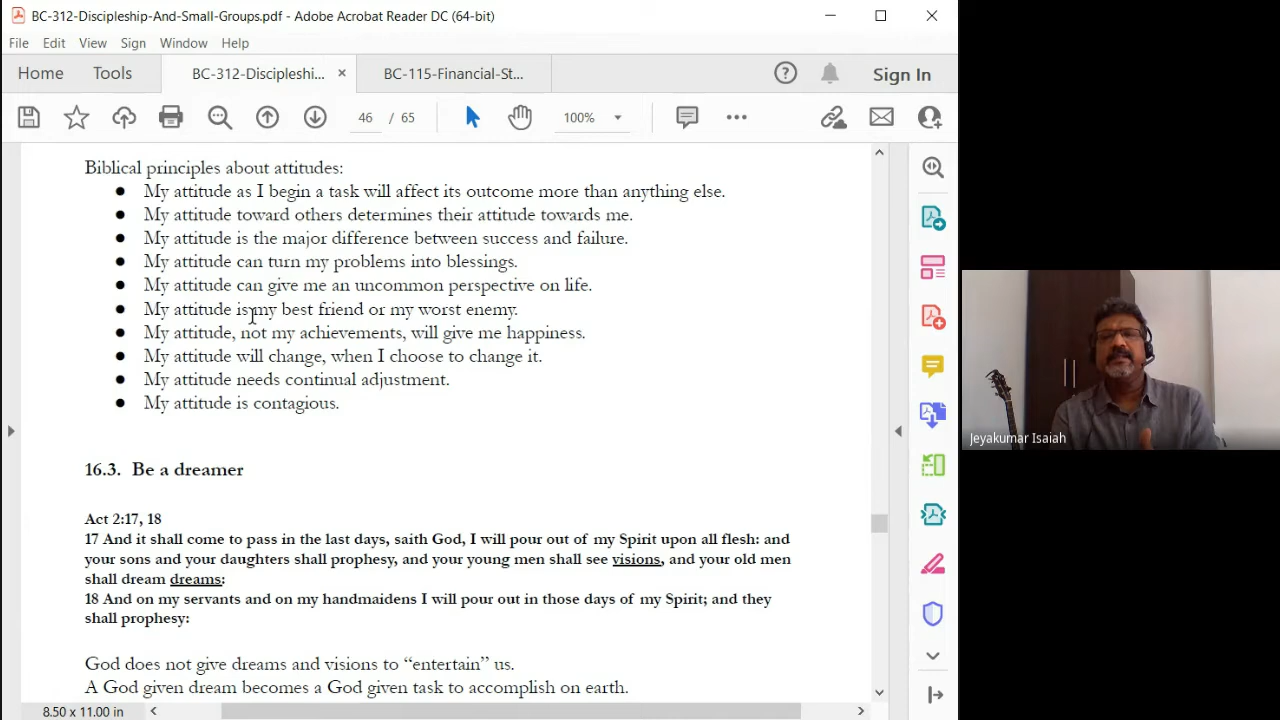 BC-312-Discipleship-And-Small-Groups.pdf - Adobe Acrobat Reader DC (64-bit)
File Edit View Sign Window Help
Home Tools BC-312-Discipleshi... × BC-115-Financial-St... Sign In
46 / 65 100%
Biblical principles about attitudes:
● My attitude as I begin a task will affect its outcome more than anything else.
● My attitude toward others determines their attitude towards me.
● My attitude is the major difference between success and failure.
● My attitude can turn my problems into blessings.
● My attitude can give me an uncommon perspective on life.
● My attitude is my best friend or my worst enemy.
● My attitude, not my achievements, will give me happiness.
● My attitude will change, when I choose to change it.
● My attitude needs continual adjustment.
● My attitude is contagious.
Jeyakumar Isaiah
16.3. Be a dreamer
Act 2:17, 18
17 And it shall come to pass in the last days, saith God, I will pour out of my Spirit upon all flesh: and
your sons and your daughters shall prophesy, and your young men shall see visions, and your old men
shall dream dreams:
18 And on my servants and on my handmaidens I will pour out in those days of my Spirit; and they
shall prophesy:
God does not give dreams and visions to “entertain” us.
A God given dream becomes a God given task to accomplish on earth.
8.50 x 11.00 in